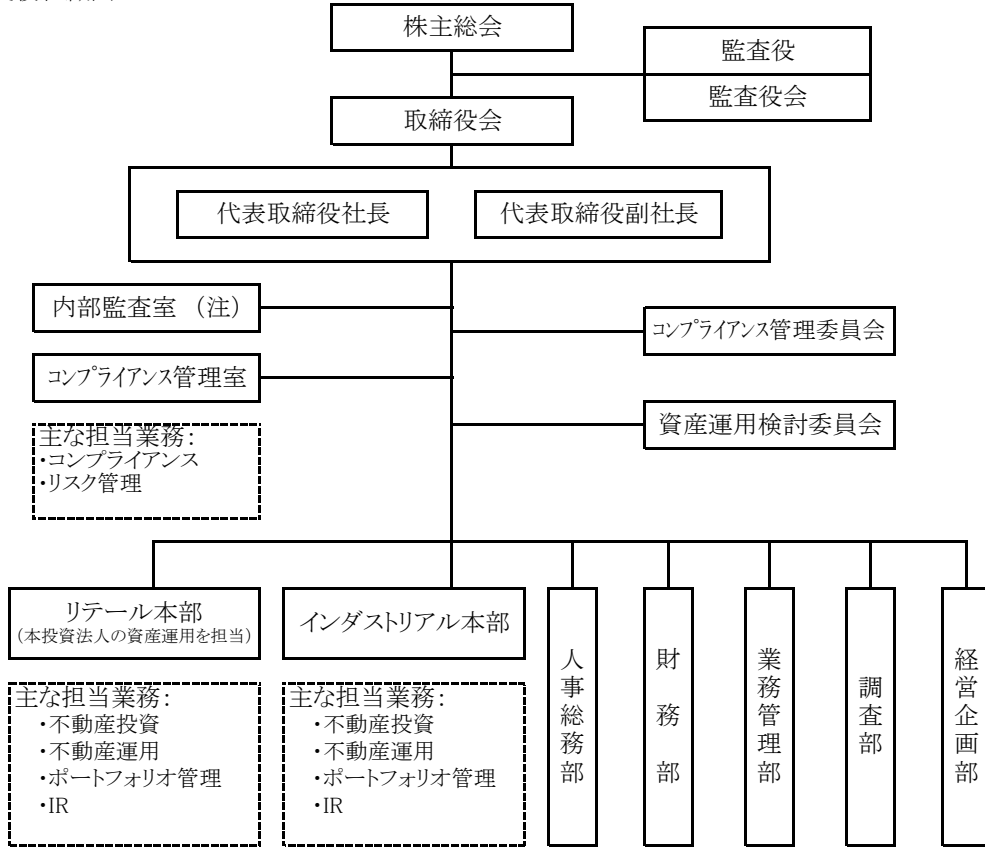 株主総会
監査役
監査役会
取締役会
代表取締役社長
代表取締役副社長
内部監査室 (注)
コンプライアンス管理委員会
コンプライアンス管理室
資産運用検討委員会
主な担当業務:
・コンプライアンス
・リスク管理
リテール本部
(本投資法人の資産運用を担当)
インダストリアル本部
人事総務部
財務部
業務管理部
調査部
経営企画部
主な担当業務:
・不動産投資
・不動産運用
・ポートフォリオ管理
・IR
主な担当業務:
・不動産投資
・不動産運用
・ポートフォリオ管理
・IR